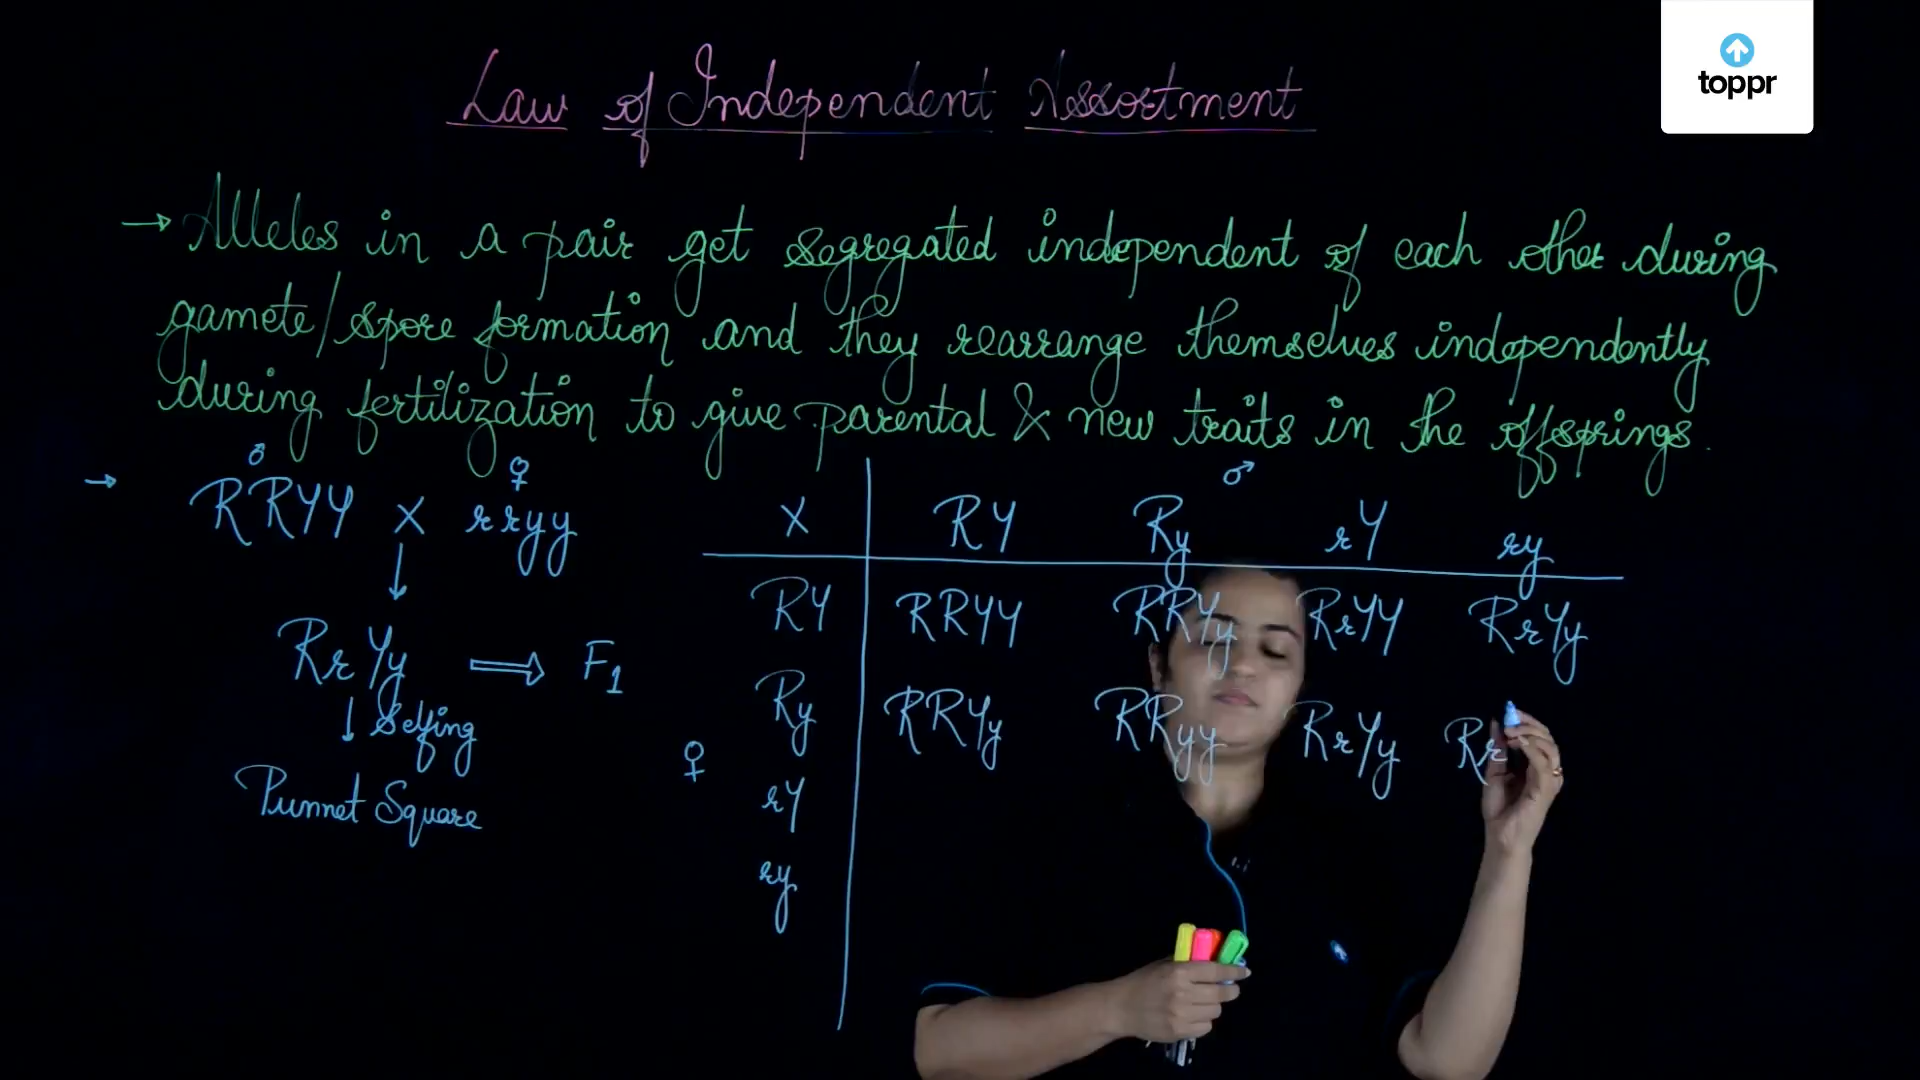 toppr
Law of Independent Assortment
→ Alleles in a pair get segregated independent of each other during
gamete/spore formation and they rearrange themselves independently
during fertilization to give parental & new traits in the offsprings.
→ ♂ ♀
RRYY X rryy
↓
RrYy ⇒ F1
↓ Selfing
Punnet Square
♂
X RY Ry rY ry
RY RRYY RRYy RrYY RrYy
Ry RRYy RRyy RrYy Rr
♀
rY
ry